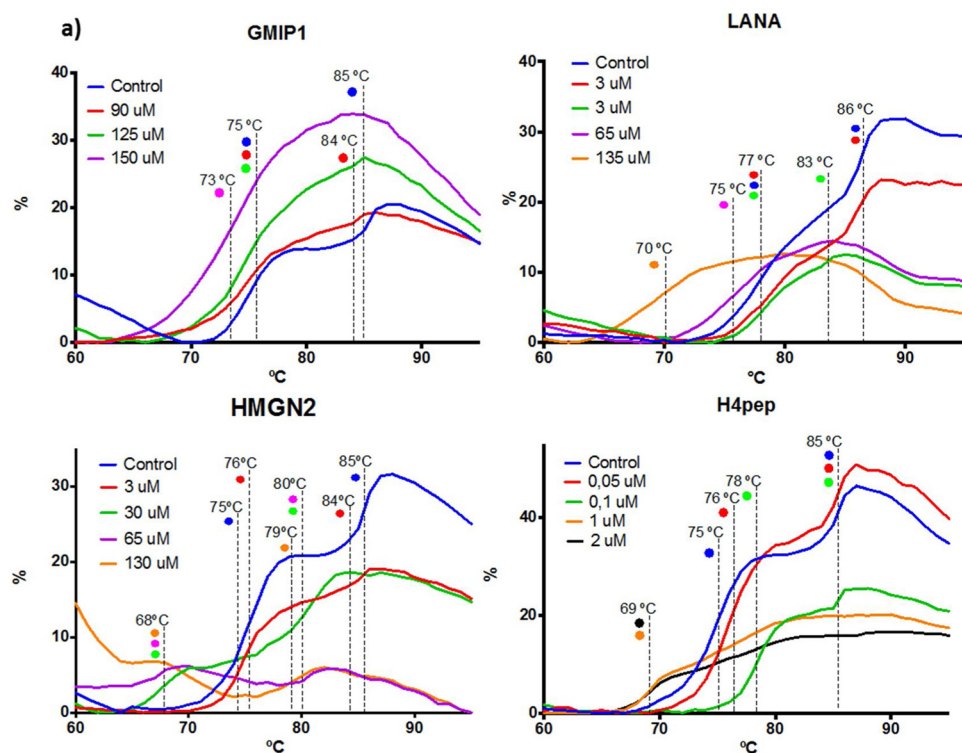 a)
GMIP1
Control
90 uM
125 uM
150 uM
73 ºC
75 ºC
84 ºC
85 ºC
40
30
20
10
0
%
60
70
80
90
ºC
LANA
Control
3 uM
3 uM
65 uM
135 uM
70 ºC
75 ºC
77 ºC
83 ºC
86 ºC
40
30
20
10
0
%
60
70
80
90
ºC
HMGN2
Control
3 uM
30 uM
65 uM
130 uM
68ºC
75ºC
76ºC
79ºC
80ºC
84ºC
85ºC
30
20
10
0
%
60
70
80
90
ºC
H4pep
Control
0,05 uM
0,1 uM
1 uM
2 uM
69 ºC
75 ºC
76 ºC
78 ºC
85 ºC
60
40
20
0
%
60
70
80
90
ºC